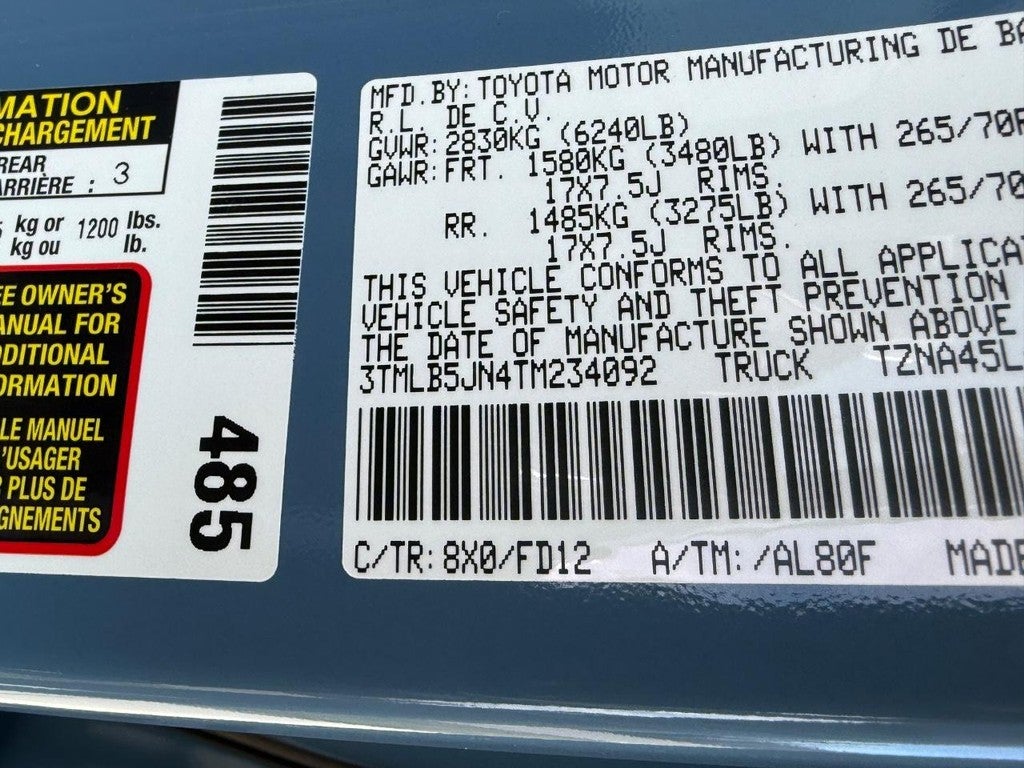 MATION
CHARGEMENT
REAR
ARRIÈRE : 3
kg or 1200 lbs.
kg ou lb.
EE OWNER'S
ANUAL FOR
DDITIONAL
FORMATION
LE MANUEL
'USAGER
PLUS DE
GNEMENTS
485
MFD.BY:TOYOTA MOTOR MANUFACTURING DE BA
R.L. DE C.V.
GVWR:2830KG (6240LB)
GAWR:FRT. 1580KG (3480LB) WITH 265/70R
17X7.5J RIMS.
RR. 1485KG (3275LB) WITH 265/70
17X7.5J RIMS.
THIS VEHICLE CONFORMS TO ALL APPLICA
VEHICLE SAFETY AND THEFT PREVENTION
THE DATE OF MANUFACTURE SHOWN ABOVE
3TMLB5JN4TM234092 TRUCK TZNA45L
C/TR:8X0/FD12 A/TM:/AL80F MADE